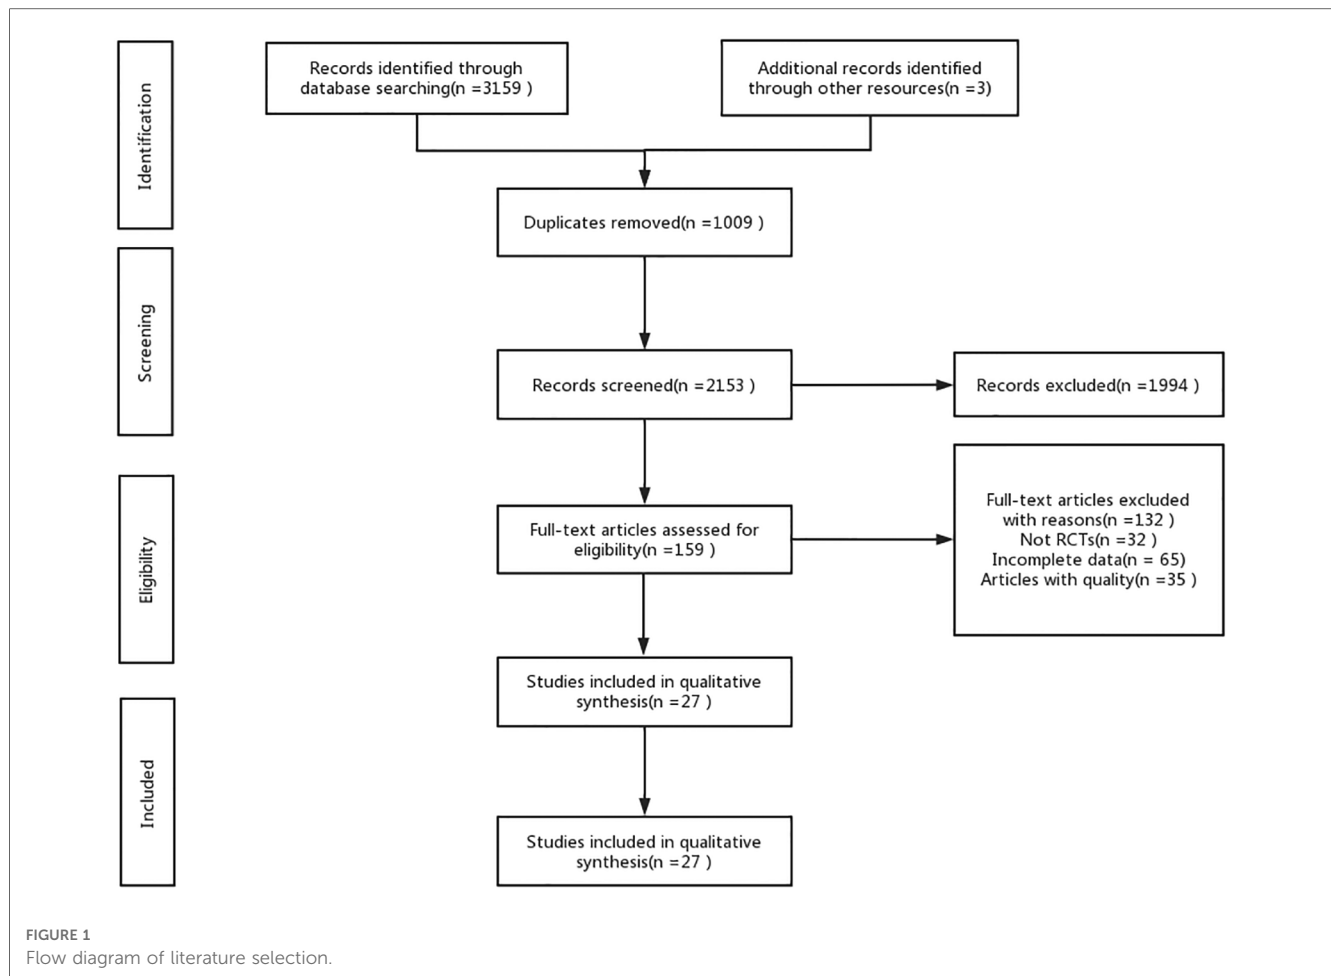 Identification
Records identified through
database searching(n =3159 )
Additional records identified
through other resources(n =3)
Duplicates removed(n =1009 )
Screening
Records screened(n =2153 )
Records excluded(n =1994 )
Eligibility
Full-text articles assessed for
eligibility(n =159 )
Full-text articles excluded
with reasons(n =132 )
Not RCTs(n =32 )
Incomplete data(n = 65)
Articles with quality(n =35 )
Studies included in qualitative
synthesis(n =27 )
Included
Studies included in qualitative
synthesis(n =27 )
FIGURE 1
Flow diagram of literature selection.